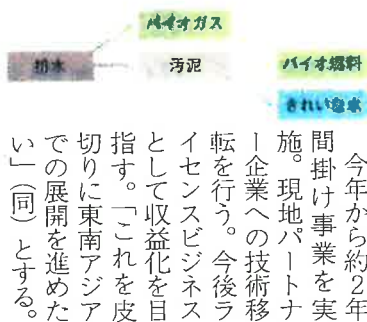 バイオガス
排水
汚泥
バイオ燃料
きれいな水
今年から約2年
間掛け事業を実
施。現地パートナ
ー企業への技術移
転を行う。今後ラ
イセンスビジネス
として収益化を目
指す。「これを皮
切りに東南アジア
での展開を進めた
い」(同)とする。